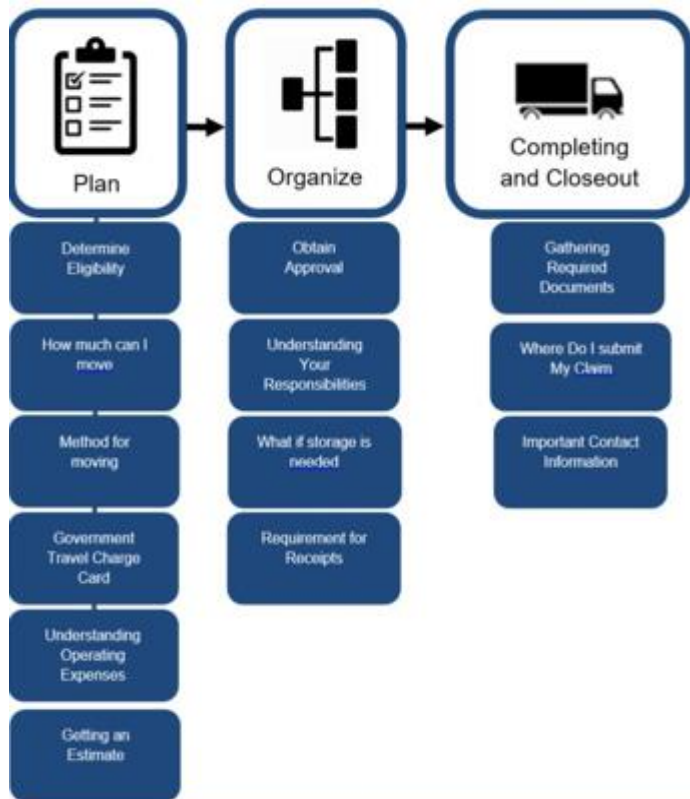 Plan
Organize
Completing
and Closeout
Determine
Eligibility
How much can I
move
Method for
moving
Government
Travel Charge
Card
Understanding
Operating
Expenses
Getting an
Estimate
Obtain
Approval
Understanding
Your
Responsibilities
What if storage is
needed
Requirement for
Receipts
Gathering
Required
Documents
Where Do I submit
My Claim
Important Contact
Information